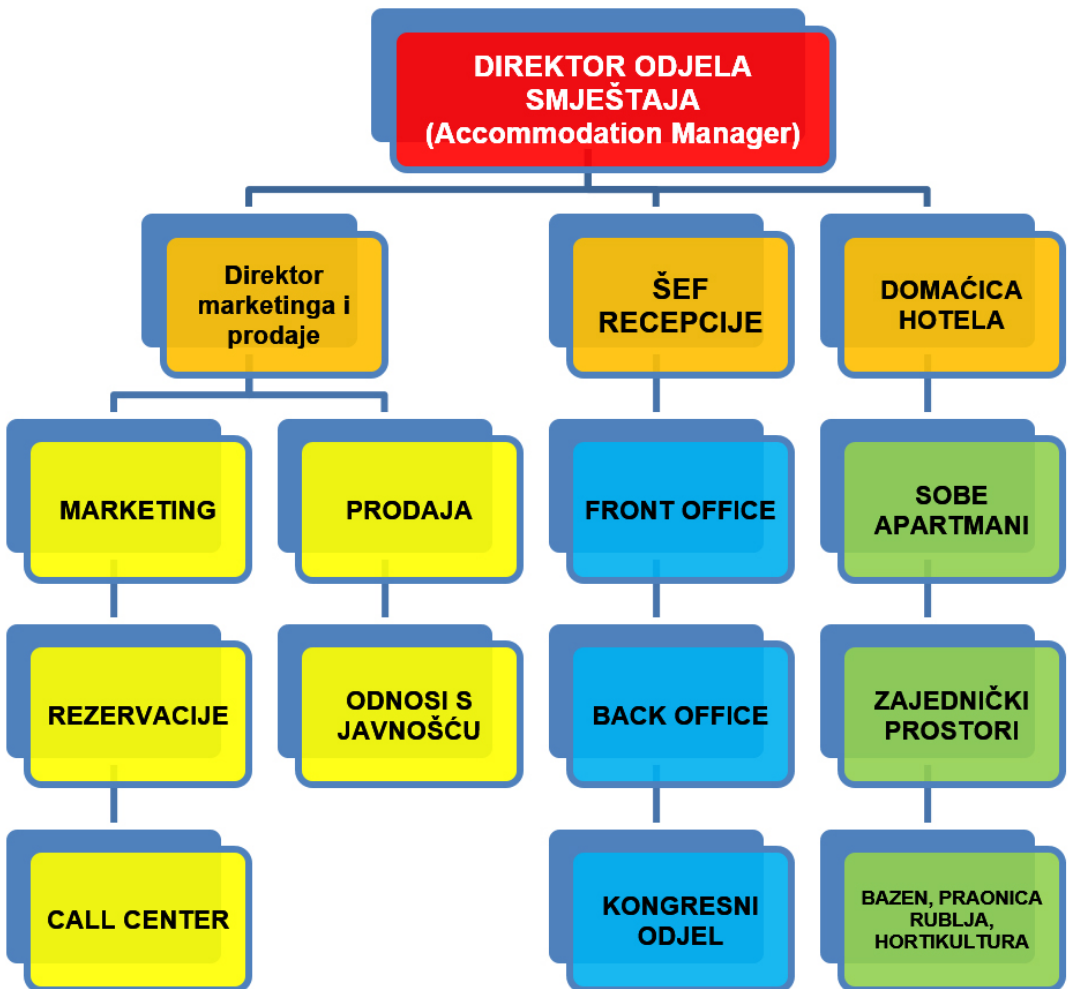 DIREKTOR ODJELA
SMJEŠTAJA
(Accommodation Manager)
Direktor
marketinga i
prodaje
ŠEF
RECEPCIJE
DOMAĆICA
HOTELA
MARKETING
PRODAJA
FRONT OFFICE
SOBE
APARTMANI
REZERVACIJE
ODNOSI S
JAVNOŠĆU
BACK OFFICE
ZAJEDNIČKI
PROSTORI
CALL CENTER
KONGRESNI
ODJEL
BAZEN, PRAONICA
RUBLJA,
HORTIKULTURA